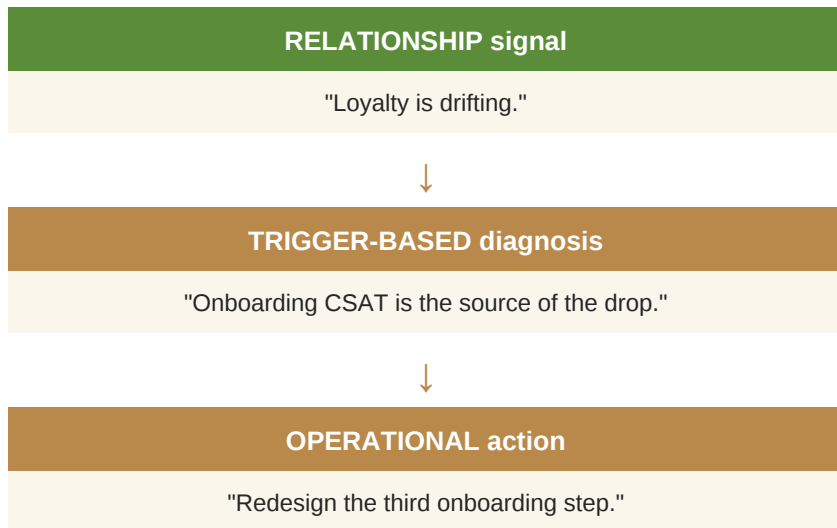 RELATIONSHIP signal
"Loyalty is drifting."
↓
TRIGGER-BASED diagnosis
"Onboarding CSAT is the source of the drop."
↓
OPERATIONAL action
"Redesign the third onboarding step."